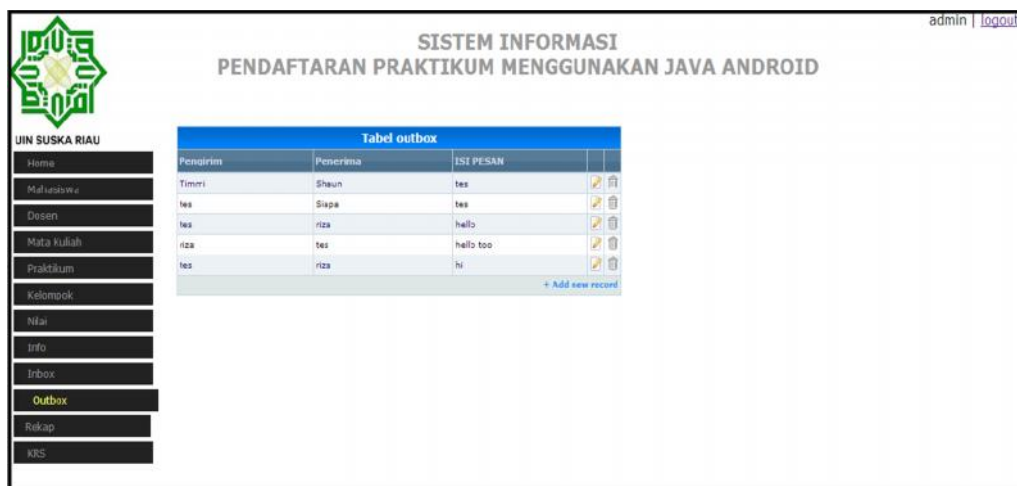 admin | logout
SISTEM INFORMASI
PENDAFTARAN PRAKTIKUM MENGGUNAKAN JAVA ANDROID
UIN SUSKA RIAU
Home
Mahasiswa
Dosen
Mata Kuliah
Praktikum
Kelompok
Nilai
Info
Inbox
Outbox
Rekap
KRS
Tabel outbox
Pengirim Penerima ISI PESAN
Timmi Shaun tes
tes Siapa tes
tes riza hello
riza tes hello too
tes riza hi
+ Add new record